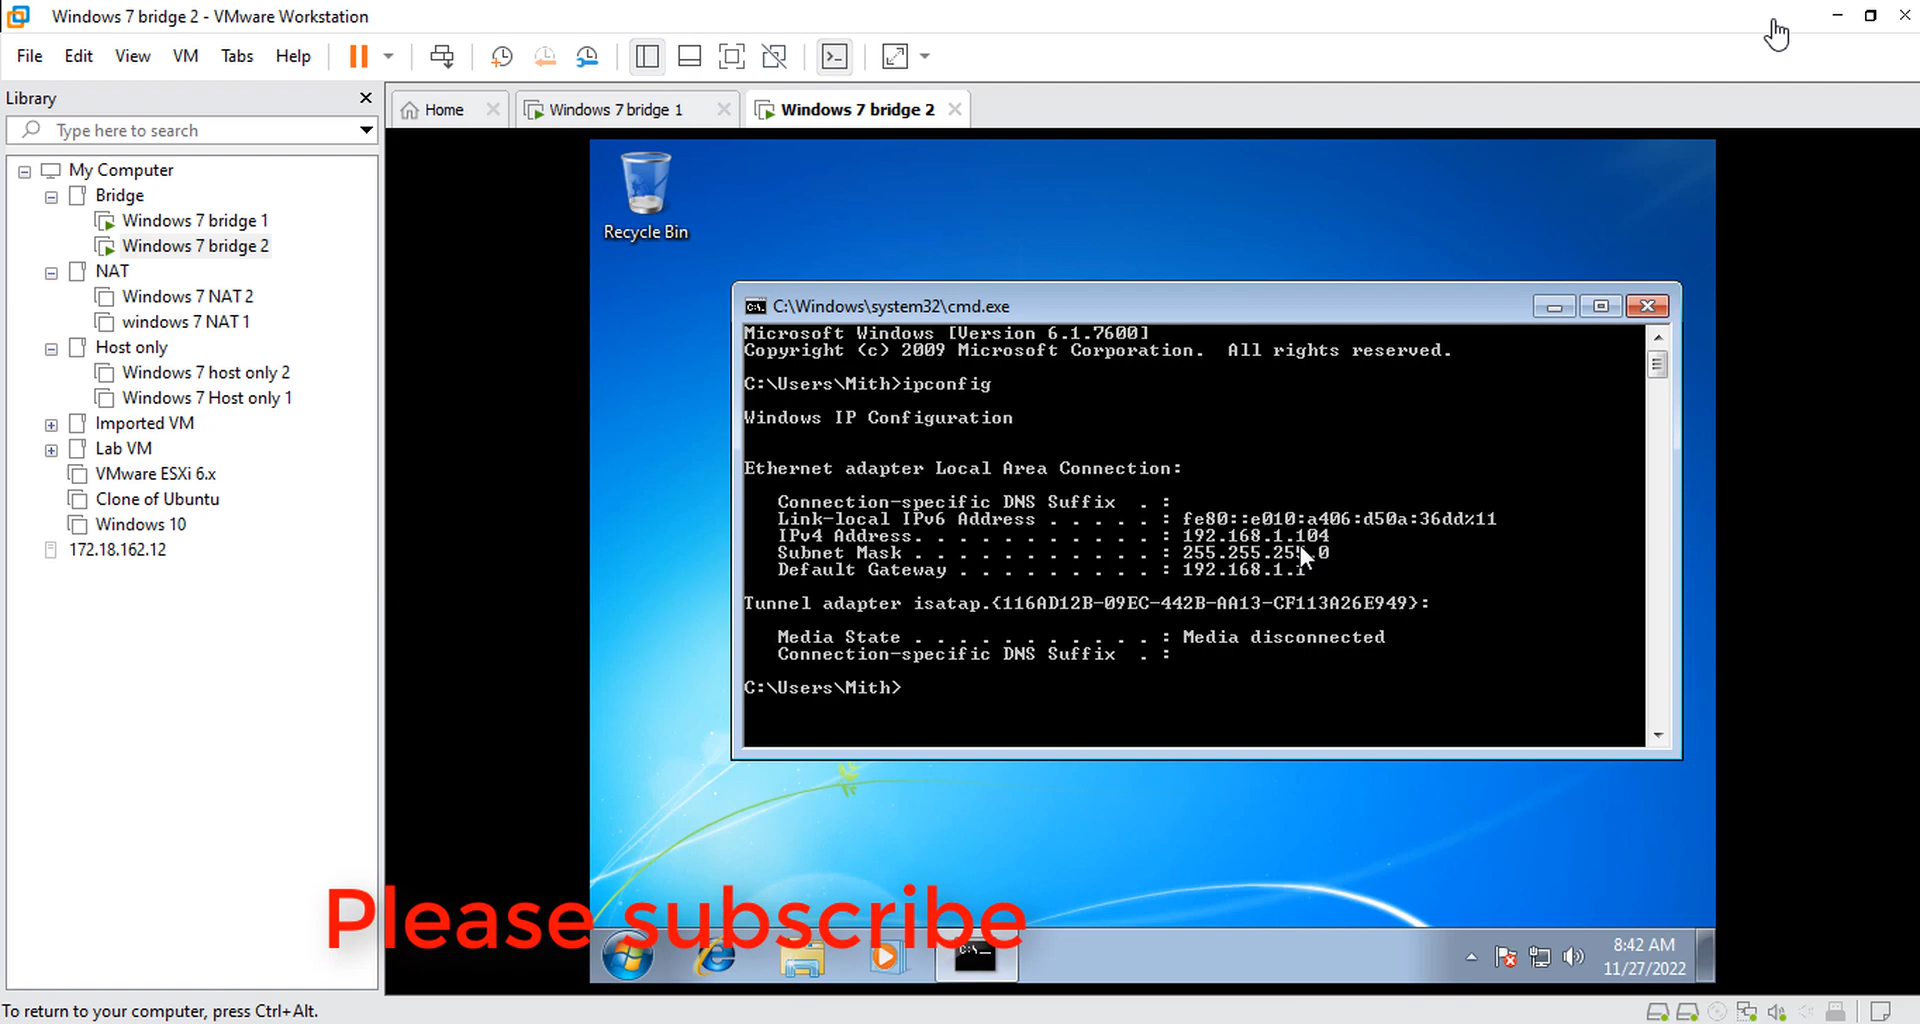 Windows 7 bridge 2 - VMware Workstation
File Edit View VM Tabs Help
Library
Type here to search
My Computer
Bridge
Windows 7 bridge 1
Windows 7 bridge 2
NAT
Windows 7 NAT 2
windows 7 NAT 1
Host only
Windows 7 host only 2
Windows 7 Host only 1
Imported VM
Lab VM
VMware ESXi 6.x
Clone of Ubuntu
Windows 10
172.18.162.12
Home Windows 7 bridge 1 Windows 7 bridge 2
Recycle Bin
C:\Windows\system32\cmd.exe
Microsoft Windows [Version 6.1.7600]
Copyright (c) 2009 Microsoft Corporation.  All rights reserved.
C:\Users\Mith>ipconfig
Windows IP Configuration
Ethernet adapter Local Area Connection:
Connection-specific DNS Suffix  . :
Link-local IPv6 Address . . . . . : fe80::e010:a406:d50a:36dd%11
IPv4 Address. . . . . . . . . . . : 192.168.1.104
Subnet Mask . . . . . . . . . . . : 255.255.255.0
Default Gateway . . . . . . . . . : 192.168.1.1
Tunnel adapter isatap.{116AD12B-09EC-442B-AA13-CF113A26E949}:
Media State . . . . . . . . . . . : Media disconnected
Connection-specific DNS Suffix  . :
C:\Users\Mith>
Please subscribe
8:42 AM
11/27/2022
To return to your computer, press Ctrl+Alt.